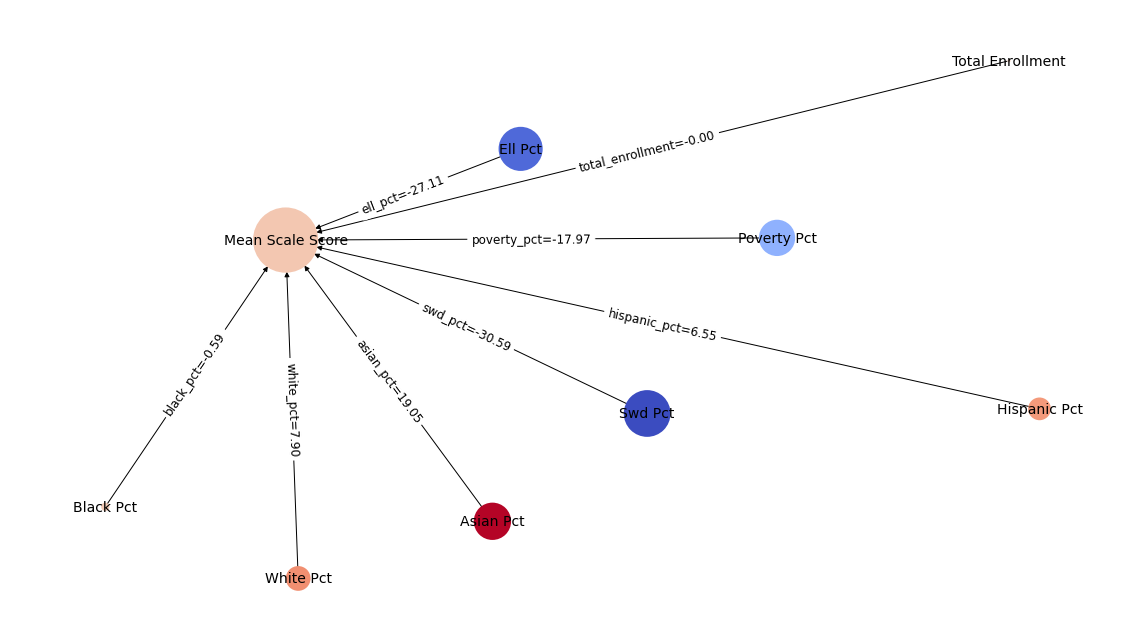 Total Enrollment
total_enrollment=-0.00
Ell Pct
ell_pct=-27.11
Mean Scale Score
poverty_pct=-17.97
Poverty Pct
swd_pct=-30.59
hispanic_pct=6.55
black_pct=-0.59
white_pct=7.90
asian_pct=19.05
Swd Pct
Hispanic Pct
Black Pct
Asian Pct
White Pct